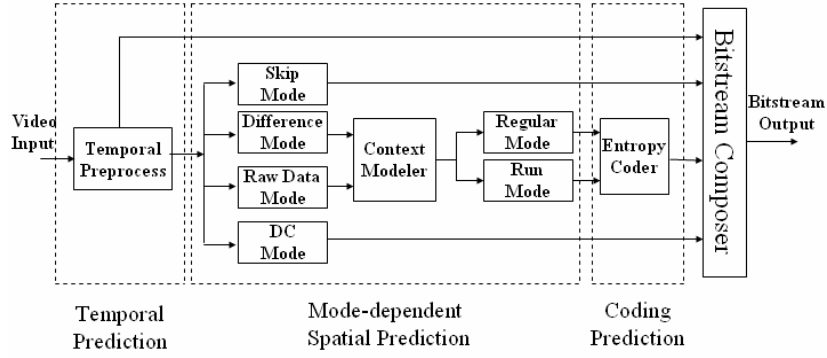 Video
Input
Temporal
Preprocess
Skip
Mode
Difference
Mode
Raw Data
Mode
DC
Mode
Context
Modeler
Regular
Mode
Run
Mode
Entropy
Coder
Bitstream Composer
Bitstream
Output
Temporal
Prediction
Mode-dependent
Spatial Prediction
Coding
Prediction